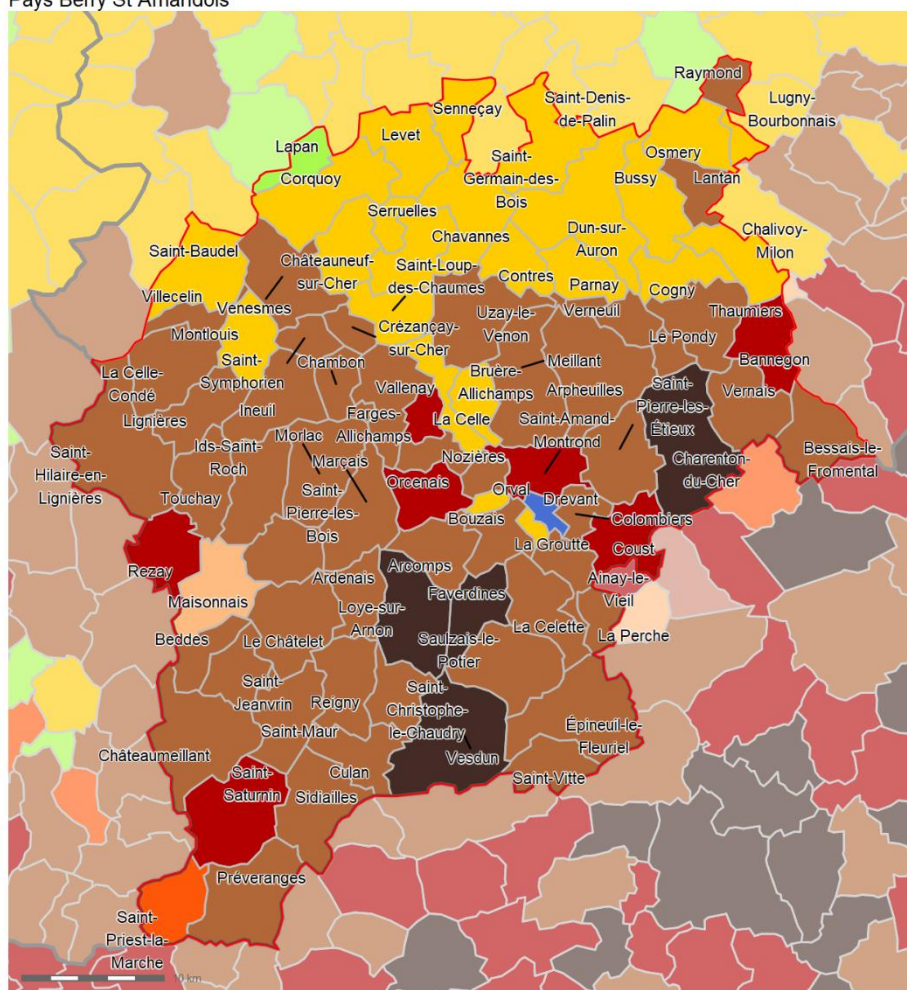 Pays Berry St Amandois
Raymond
Senneçay
Saint-Denis-
de-Palin
Lugny-
Bourbonnais
Levet
Lapan
Saint-
Germain-des-
Bois
Osmery
Corquoy
Bussy
Lantan
Serruelles
Chavannes
Dun-sur-
Auron
Chalivoy-
Milon
Saint-Baudel
Châteauneuf-
sur-Cher
Saint-Loup-
des-Chaumes
Contres
Parnay
Cogny
Villecelin
Venesmes
Uzay-le-
Venon
Verneuil
Thaumiers
Montlouis
Crézançay-
sur-Cher
Le Pondy
Saint-
Symphorien
Chambon
Bruère-
Allichamps
Meillant
Bannegon
La Celle-
Condé
Vallenay
Arpheuilles
Saint-
Pierre-les-
Étieux
Vernais
Lignières
Ineuil
Farges-
Allichamps
La Celle
Saint-Amand-
Montrond
Ids-Saint-
Roch
Morlac
Marçais
Nozières
Charenton-
du-Cher
Bessais-le-
Fromental
Saint-
Hilaire-en-
Lignières
Touchay
Saint-
Pierre-les-
Bois
Orcenais
Orval
Drevant
Bouzais
Colombiers
La Groutte
Coust
Rezay
Ardenais
Arcomps
Ainay-le-
Vieil
Maisonnais
Loye-sur-
Arnon
Faverdines
La Celette
La Perche
Beddes
Le Châtelet
Saulzais-le-
Potier
Saint-
Jeanvrin
Reigny
Saint-
Christophe-
le-Chaudry
Saint-Maur
Épineuil-le-
Fleuriel
Châteaumeillant
Vesdun
Saint-
Saturnin
Culan
Saint-Vitte
Sidiailles
Préveranges
Saint-
Priest-la-
Marche
10 km